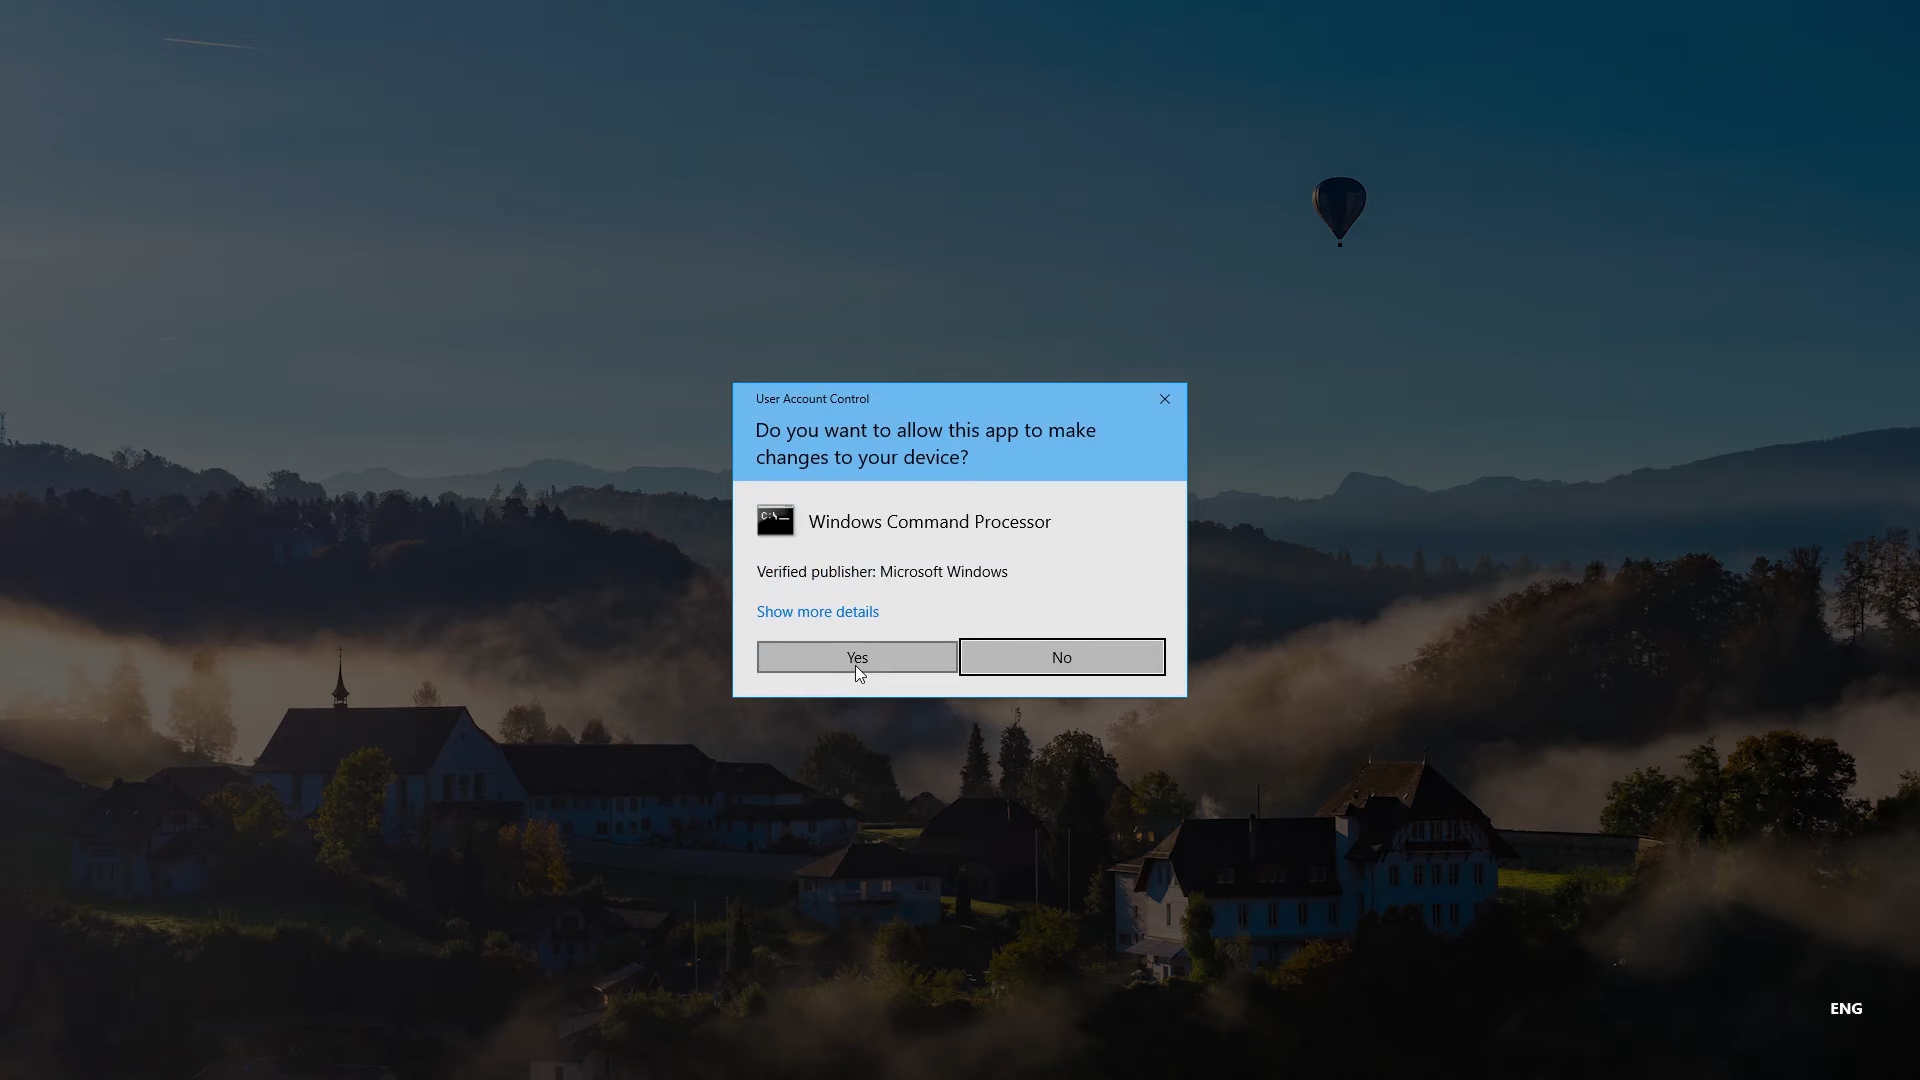 User Account Control
Do you want to allow this app to make
changes to your device?
C:\_
Windows Command Processor
Verified publisher: Microsoft Windows
Show more details
Yes
No
ENG